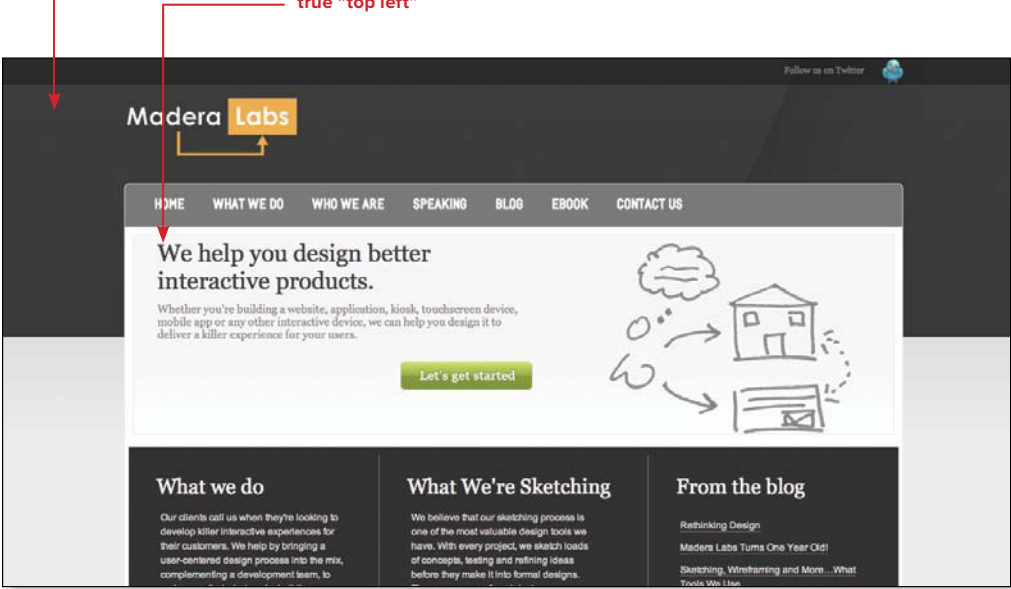 true "top left"
Follow us on Twitter
Madera Labs
HOME WHAT WE DO WHO WE ARE SPEAKING BLOG EBOOK CONTACT US
We help you design better
interactive products.
Whether you're building a website, application, kiosk, touchscreen device,
mobile app or any other interactive device, we can help you design it to
deliver a killer experience for your users.
Let's get started
What we do
Our clients call us when they're looking to
develop killer interactive experiences for
their customers. We help by bringing a
user-centered design process into the mix,
complementing a development team, to
What We're Sketching
We believe that our sketching process is
one of the most valuable design tools we
have. With every project, we sketch loads
of concepts, testing and refining ideas
before they make it into formal designs.
From the blog
Rethinking Design
Madera Labs Turns One Year Old!
Sketching, Wireframing and More...What
Tools We Use